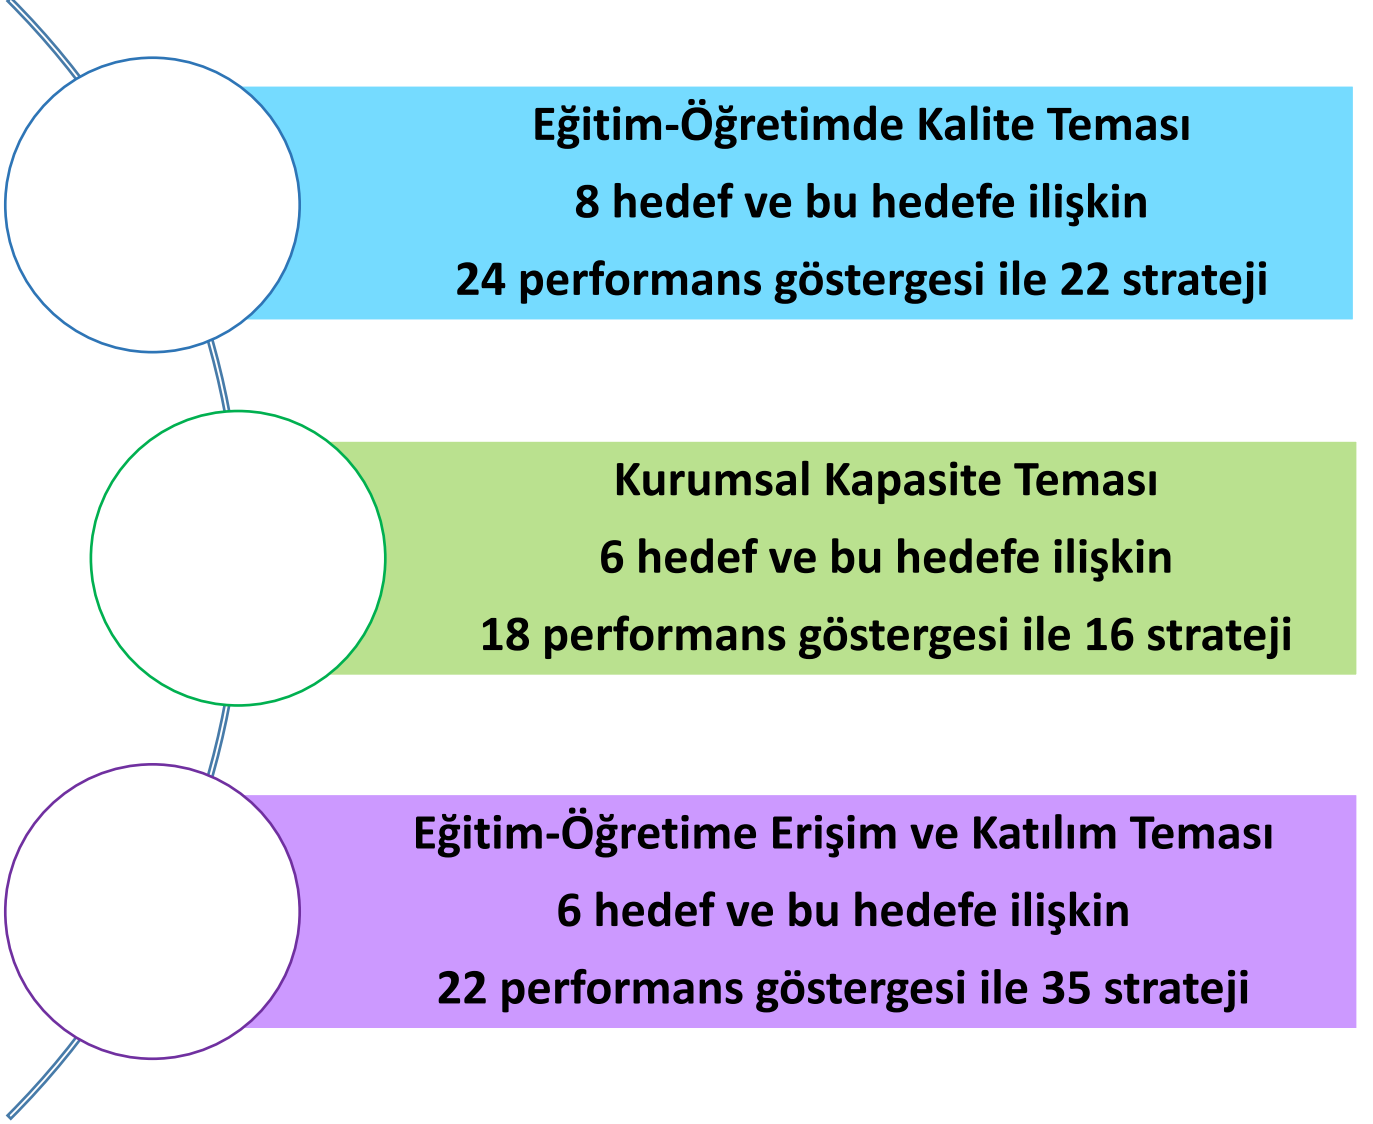 Eğitim-Öğretimde Kalite Teması
8 hedef ve bu hedefe ilişkin
24 performans göstergesi ile 22 strateji
Kurumsal Kapasite Teması
6 hedef ve bu hedefe ilişkin
18 performans göstergesi ile 16 strateji
Eğitim-Öğretime Erişim ve Katılım Teması
6 hedef ve bu hedefe ilişkin
22 performans göstergesi ile 35 strateji